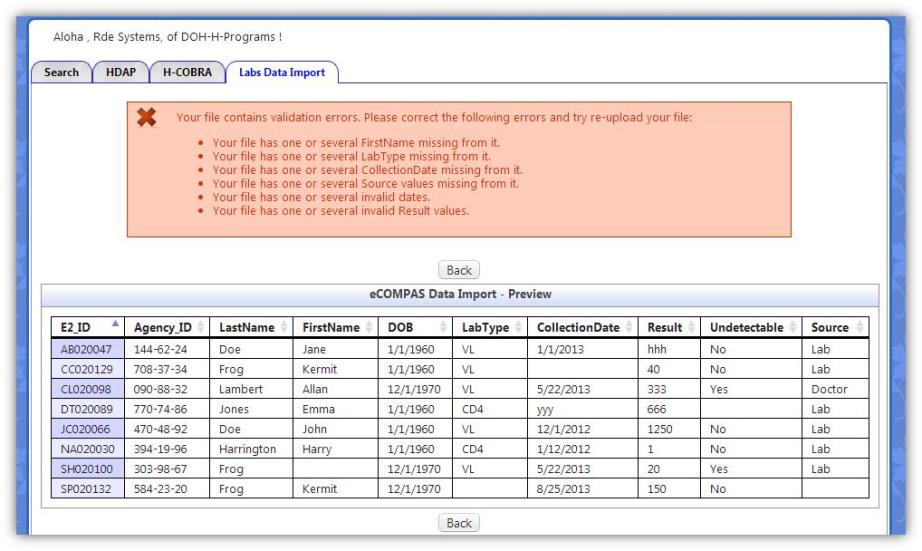 Aloha , Rde Systems, of DOH-H-Programs !
Search HDAP H-COBRA Labs Data Import
Your file contains validation errors. Please correct the following errors and try re-upload your file:
• Your file has one or several FirstName missing from it.
• Your file has one or several LabType missing from it.
• Your file has one or several CollectionDate missing from it.
• Your file has one or several Source values missing from it.
• Your file has one or several invalid dates.
• Your file has one or several invalid Result values.
Back
eCOMPAS Data Import - Preview
E2_ID Agency_ID LastName FirstName DOB LabType CollectionDate Result Undetectable Source
AB020047 144-62-24 Doe Jane 1/1/1960 VL 1/1/2013 hhh No Lab
CC020129 708-37-34 Frog Kermit 1/1/1960 VL 40 No Lab
CL020098 090-88-32 Lambert Allan 12/1/1970 VL 5/22/2013 333 Yes Doctor
DT020089 770-74-86 Jones Emma 1/1/1960 CD4 yyy 666 Lab
JC020066 470-48-92 Doe John 1/1/1960 VL 12/1/2012 1250 No Lab
NA020030 394-19-96 Harrington Harry 1/1/1960 CD4 1/12/2012 1 No Lab
SH020100 303-98-67 Frog 12/1/1970 VL 5/22/2013 20 Yes Lab
SP020132 584-23-20 Frog Kermit 12/1/1970 8/25/2013 150 No
Back